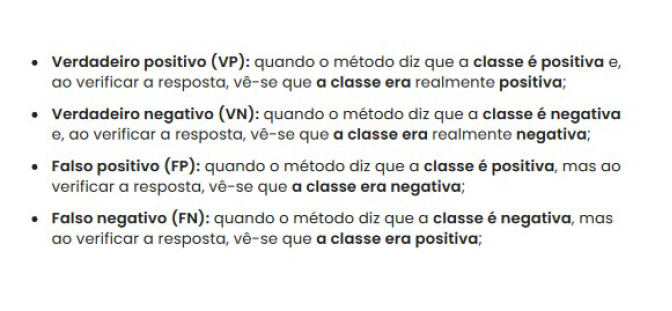 • Verdadeiro positivo (VP): quando o método diz que a classe é positiva e,
ao verificar a resposta, vê-se que a classe era realmente positiva;
• Verdadeiro negativo (VN): quando o método diz que a classe é negativa
e, ao verificar a resposta, vê-se que a classe era realmente negativa;
• Falso positivo (FP): quando o método diz que a classe é positiva, mas ao
verificar a resposta, vê-se que a classe era negativa;
• Falso negativo (FN): quando o método diz que a classe é negativa, mas
ao verificar a resposta, vê-se que a classe era positiva;